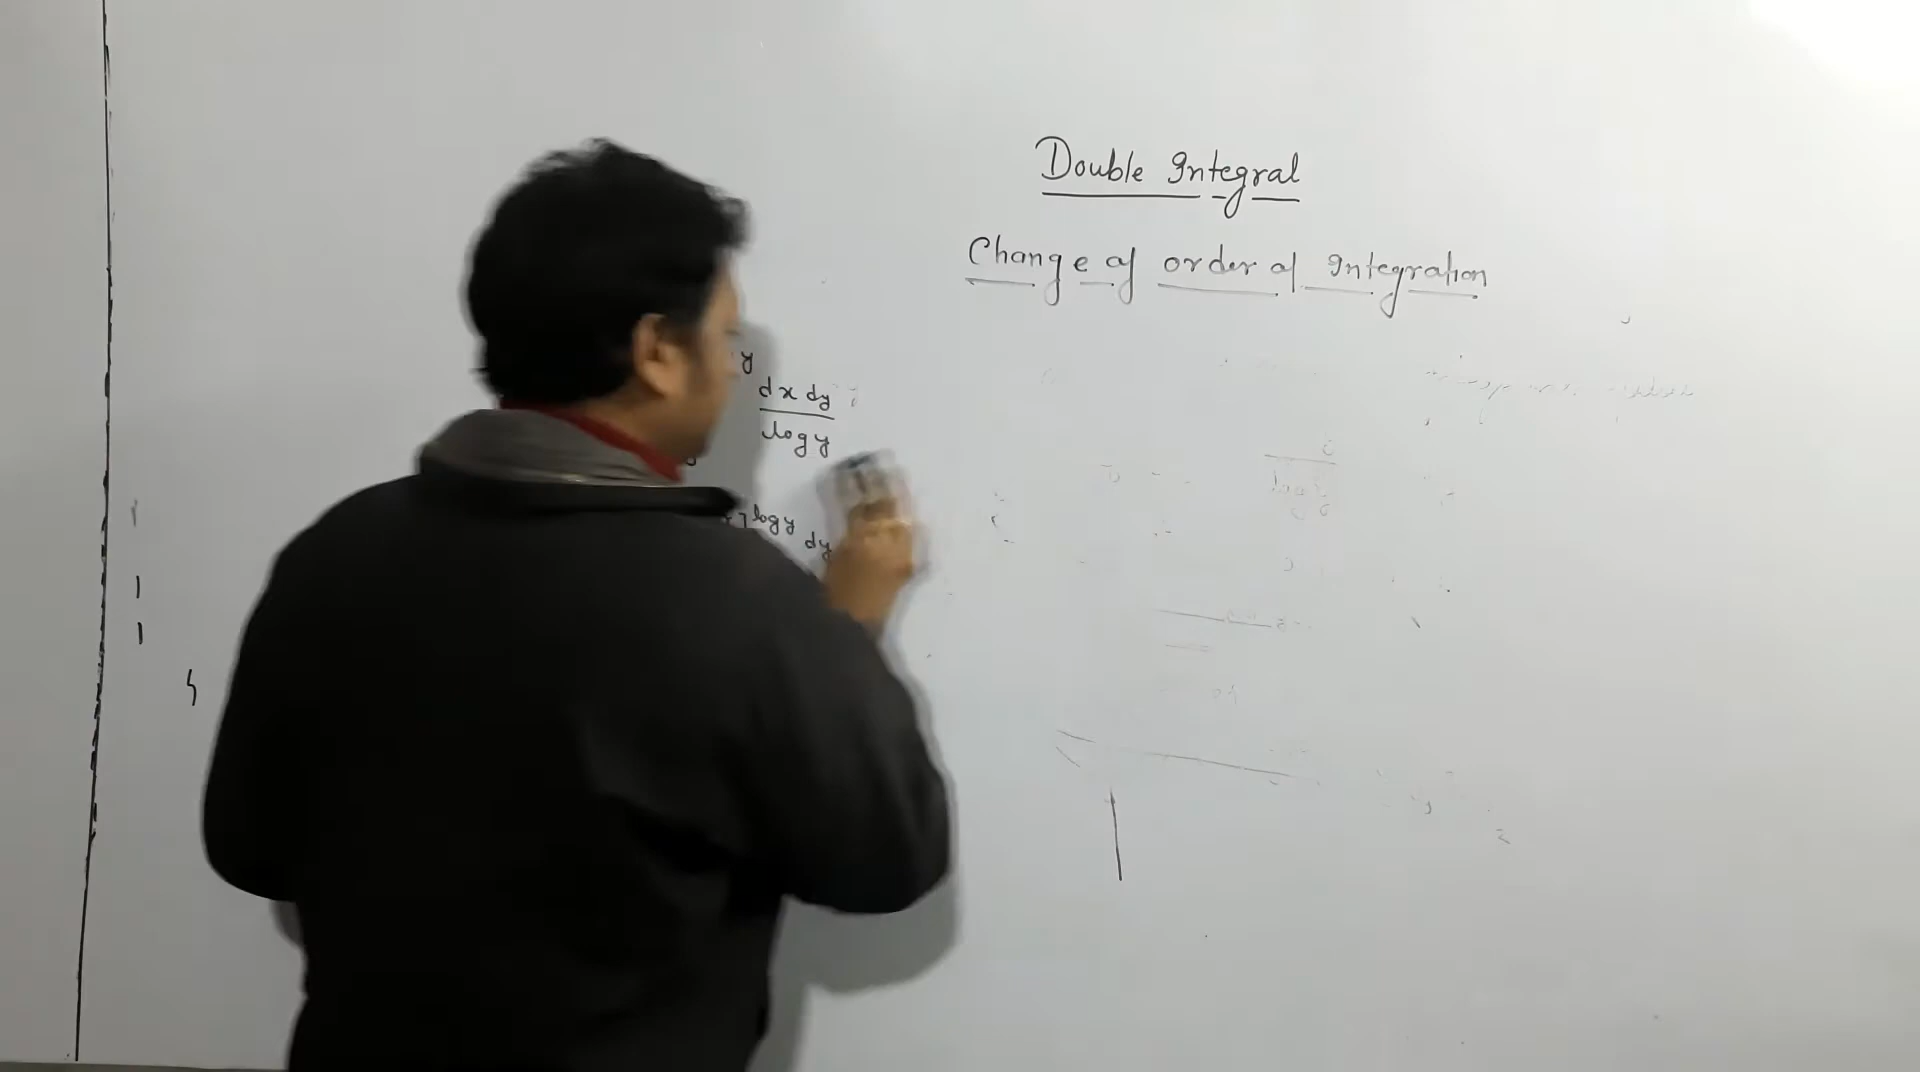 Double Integral
Change of order of Integration
y
dx dy
log y
log y
dy